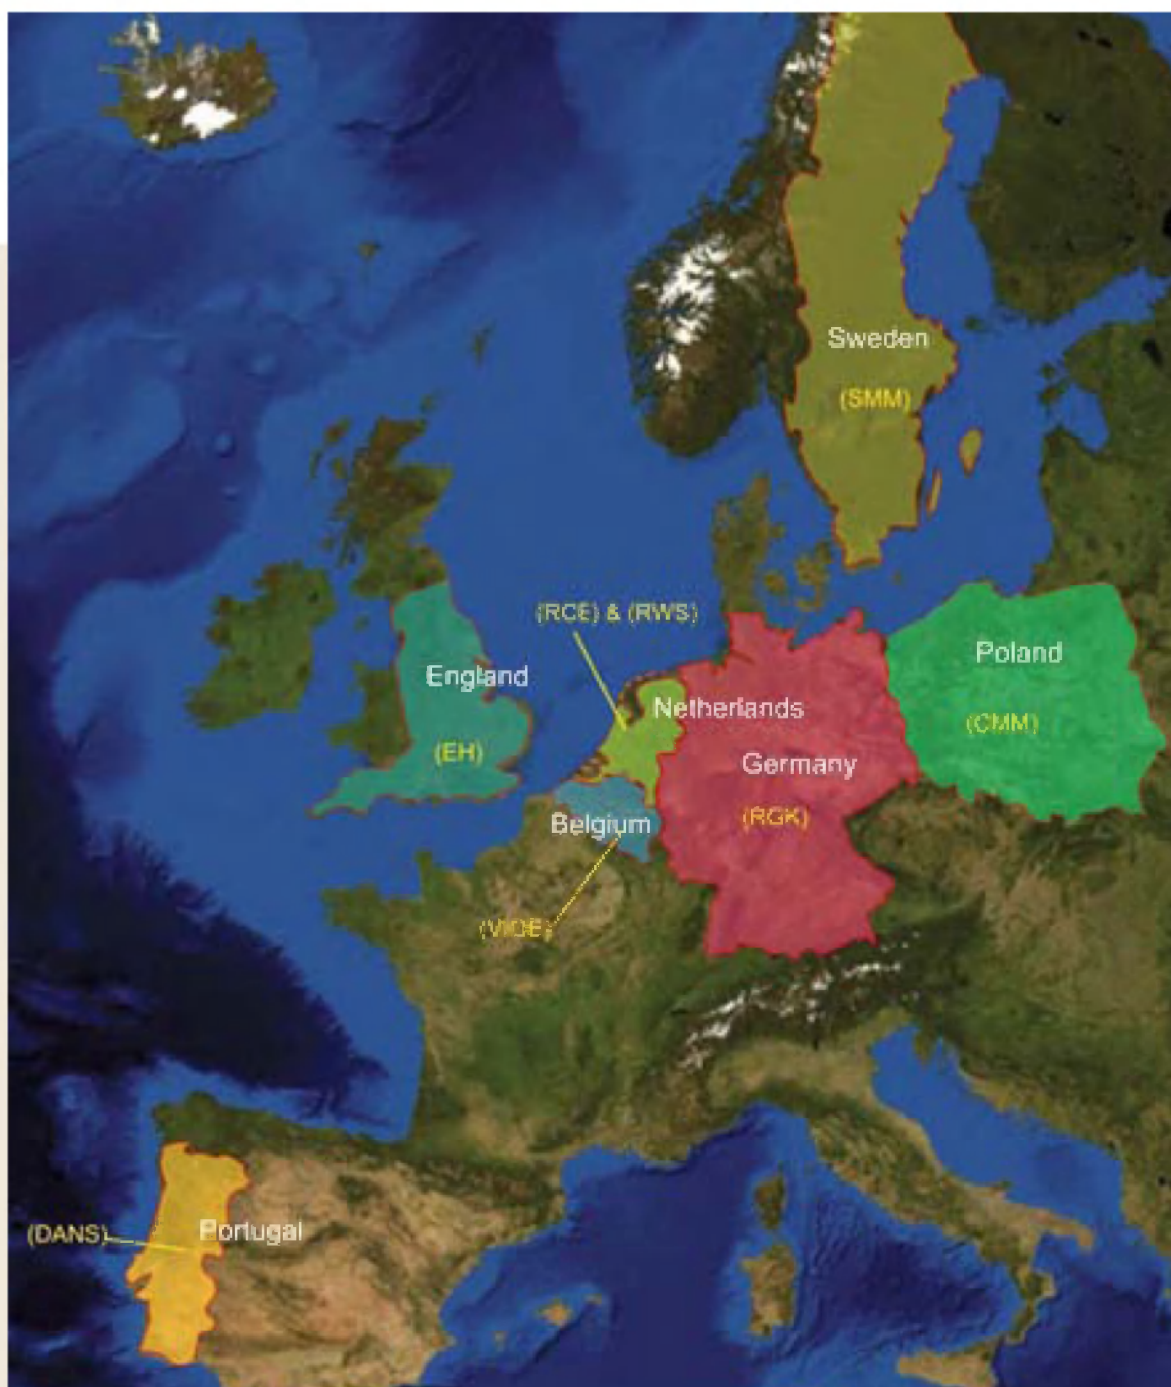 Sweden
(SMM)
(RCE) & (RWS)
England
(EH)
Netherlands
Poland
(CMM)
Germany
(RGK)
Belgium
(VIOE)
(DANS)
Portugal